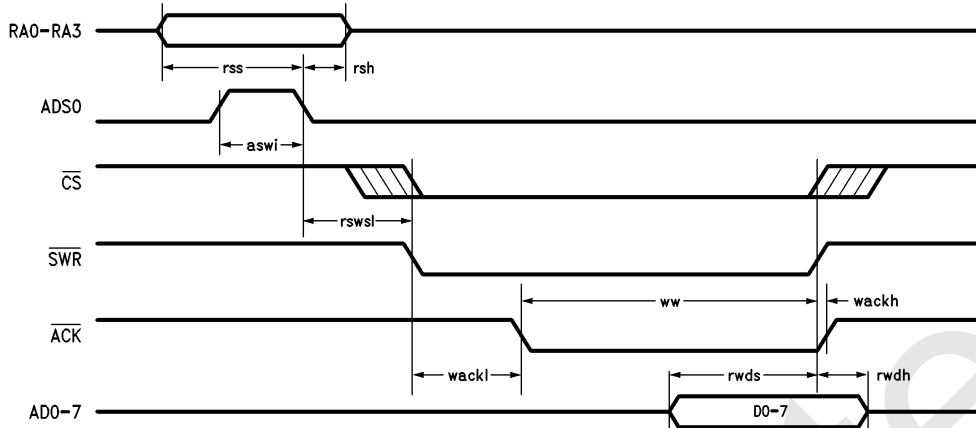 RA0-RA3
rss
rsh
ADS0
aswi
CS
rswsl
SWR
ww
wackh
ACK
wackl
rwds
rwdh
AD0-7
D0-7